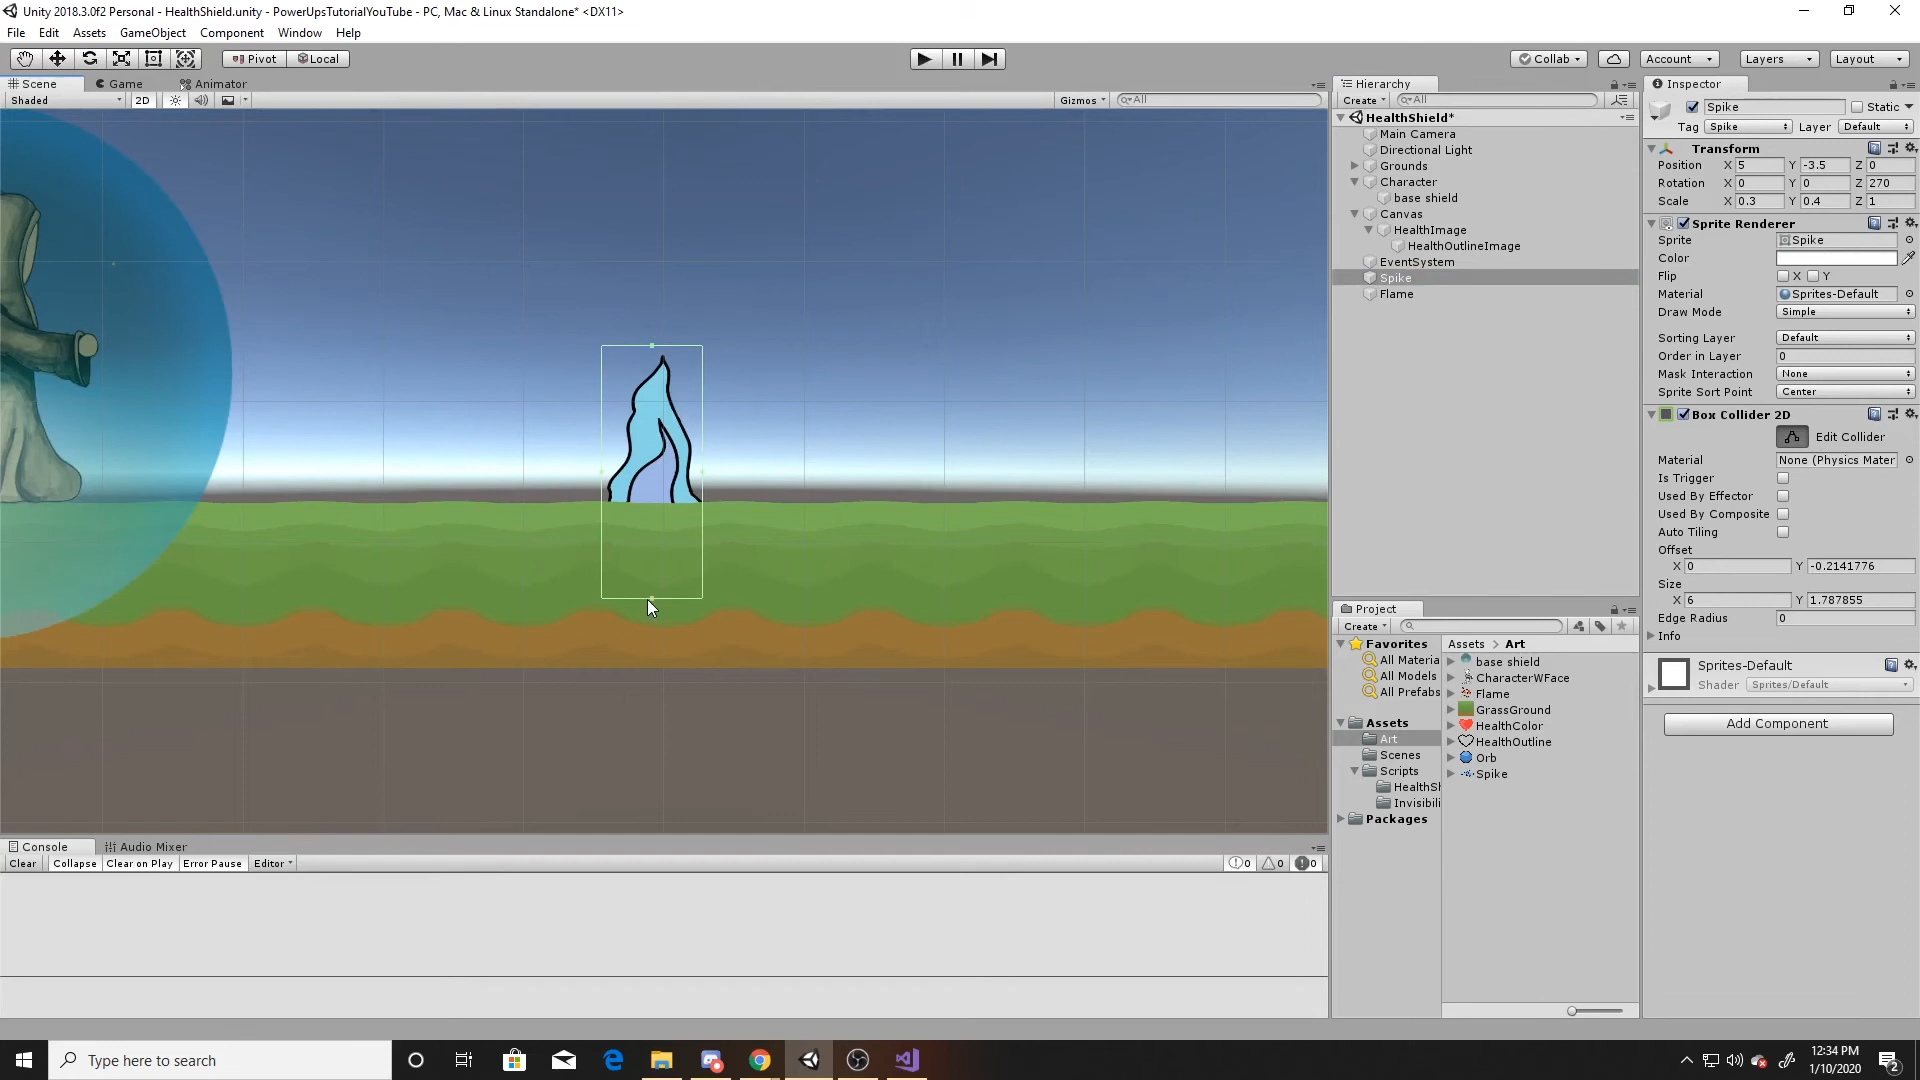 Unity 2018.3.0f2 Personal - HealthShield.unity - PowerUpsTutorialYouTube - PC, Mac & Linux Standalone* <DX11>
File Edit Assets GameObject Component Window Help
Pivot Local Collab Account Layers Layout
Scene Game Animator
Shaded 2D Gizmos All
Hierarchy
Create All
HealthShield*
Main Camera
Directional Light
Grounds
Character
base shield
Canvas
HealthImage
HealthOutlineImage
EventSystem
Spike
Flame
Inspector
Spike Static
Tag Spike Layer Default
Transform
Position X 5 Y -3.5 Z 0
Rotation X 0 Y 0 Z 270
Scale X 0.3 Y 0.4 Z 1
Sprite Renderer
Sprite Spike
Color
Flip X Y
Material Sprites-Default
Draw Mode Simple
Sorting Layer Default
Order in Layer 0
Mask Interaction None
Sprite Sort Point Center
Box Collider 2D
Edit Collider
Material None (Physics Mater
Is Trigger
Used By Effector
Used By Composite
Auto Tiling
Offset
X 0 Y -0.2141776
Size
X 6 Y 1.787855
Edge Radius 0
Info
Sprites-Default
Shader Sprites/Default
Add Component
Project
Create
Favorites
All Materia
All Models
All Prefabs
Assets
Art
Scenes
Scripts
HealthSh
Invisibili
Packages
Assets > Art
base shield
CharacterWFace
Flame
GrassGround
HealthColor
HealthOutline
Orb
Spike
Console Audio Mixer
Clear Collapse Clear on Play Error Pause Editor 0 0 0
Type here to search
12:34 PM
1/10/2020
2